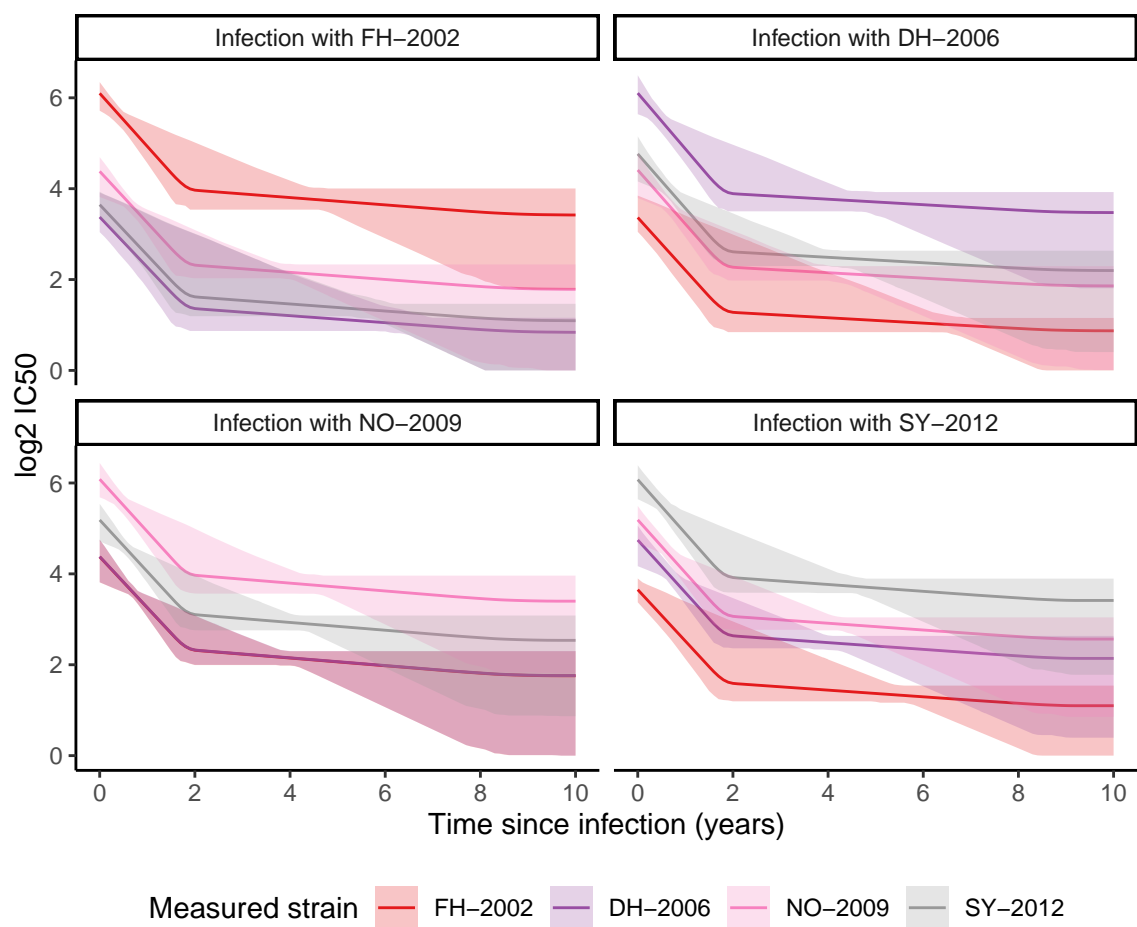 Infection with FH−2002
Infection with DH−2006
6
4
2
0
Infection with NO−2009
Infection with SY−2012
6
4
2
0
log2 IC50
0 2 4 6 8 10
0 2 4 6 8 10
Time since infection (years)
Measured strain FH−2002 DH−2006 NO−2009 SY−2012